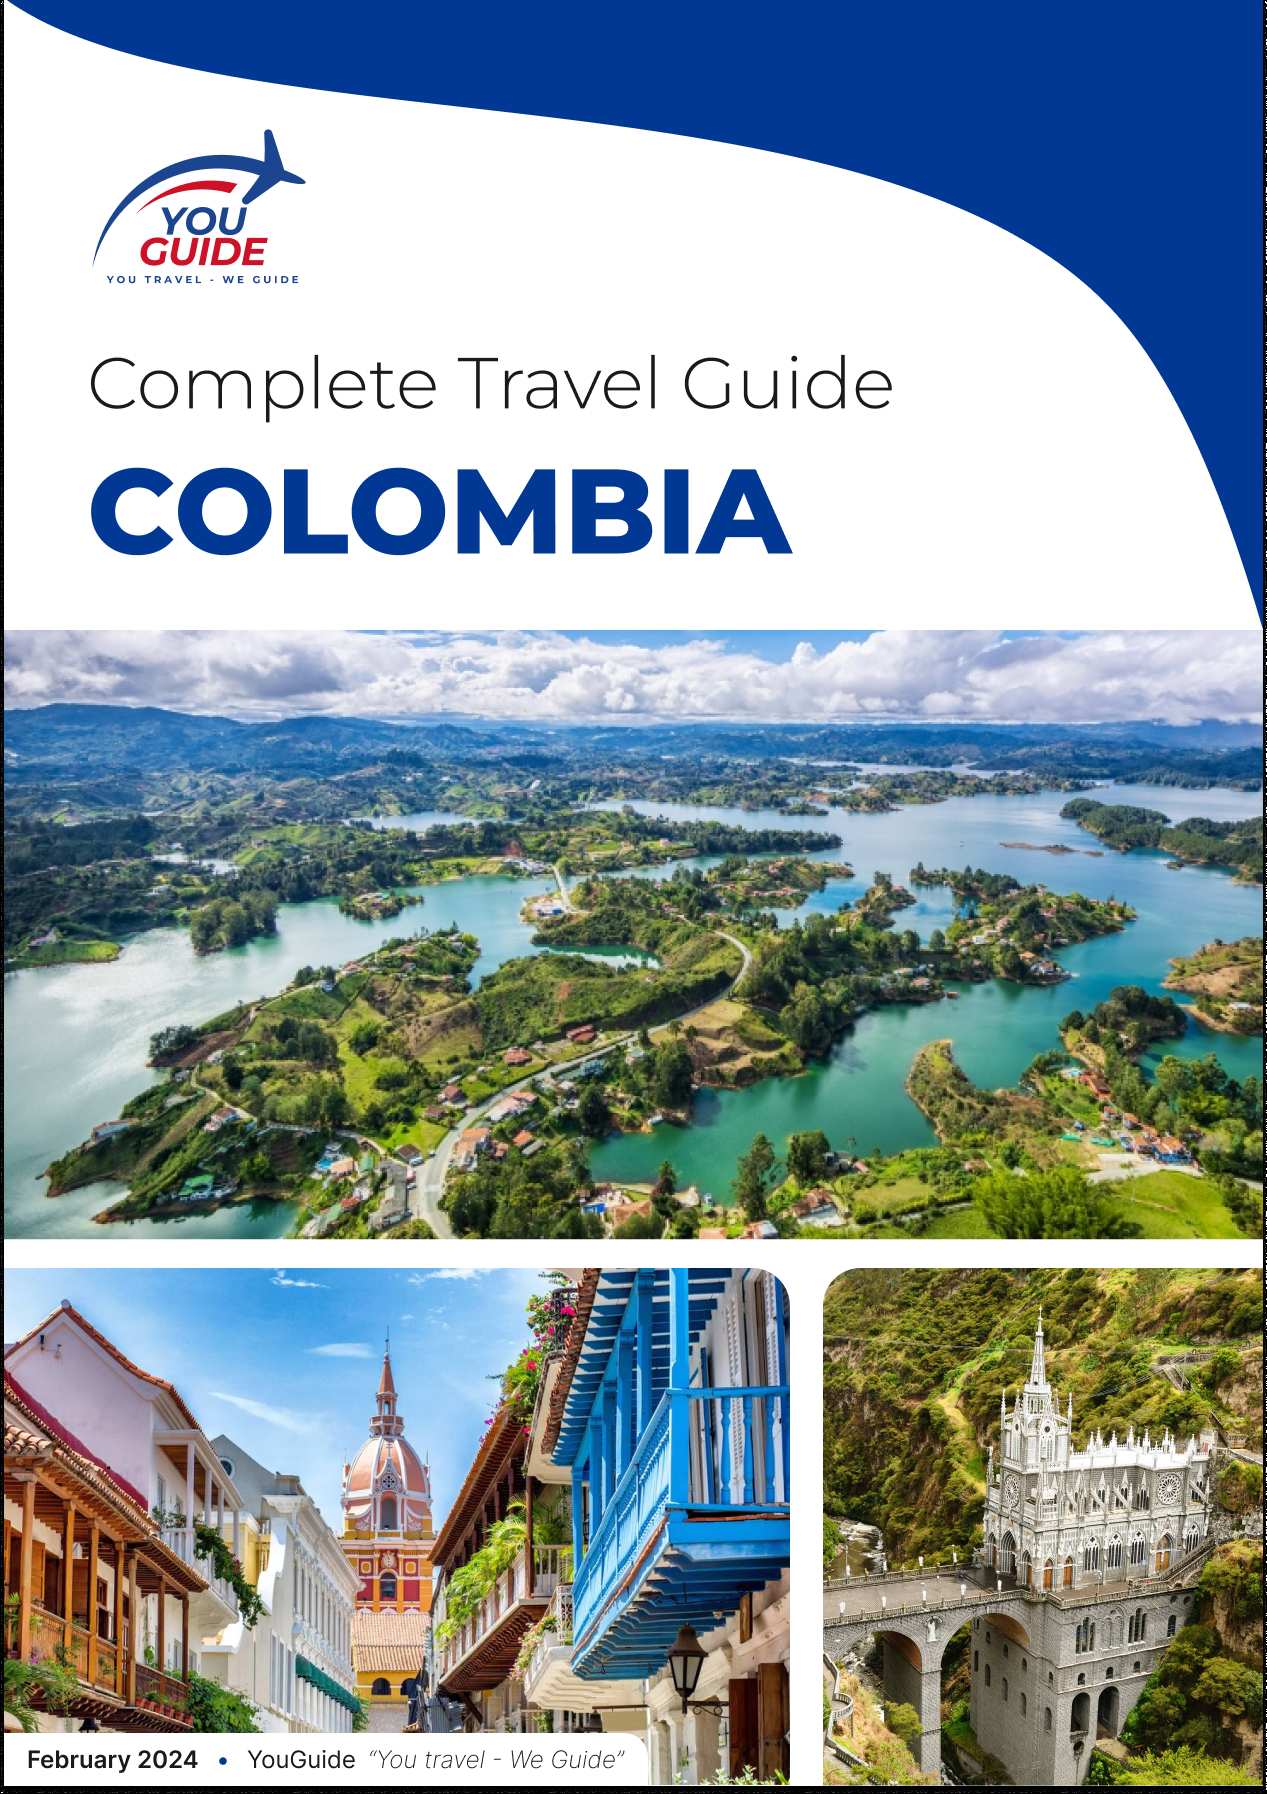 YOU
GUIDE
YOU TRAVEL - WE GUIDE
Complete Travel Guide
COLOMBIA
February 2024 • YouGuide “You travel - We Guide”